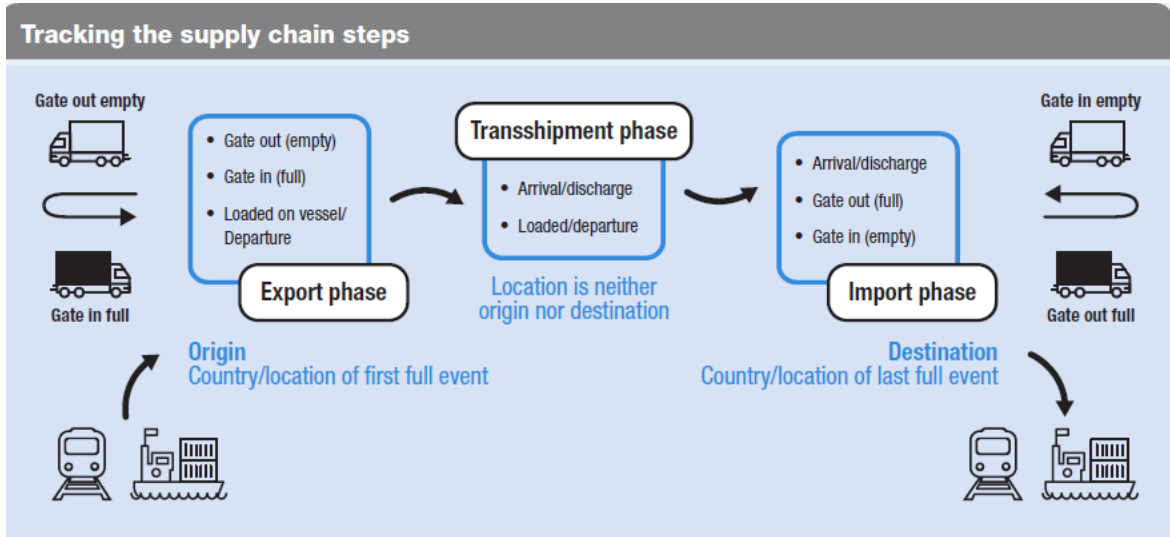 Tracking the supply chain steps
Gate out empty
Gate in full
• Gate out (empty)
• Gate in (full)
• Loaded on vessel/
Departure
Export phase
Origin
Country/location of first full event
Transshipment phase
• Arrival/discharge
• Loaded/departure
Location is neither
origin nor destination
• Arrival/discharge
• Gate out (full)
• Gate in (empty)
Import phase
Destination
Country/location of last full event
Gate in empty
Gate out full